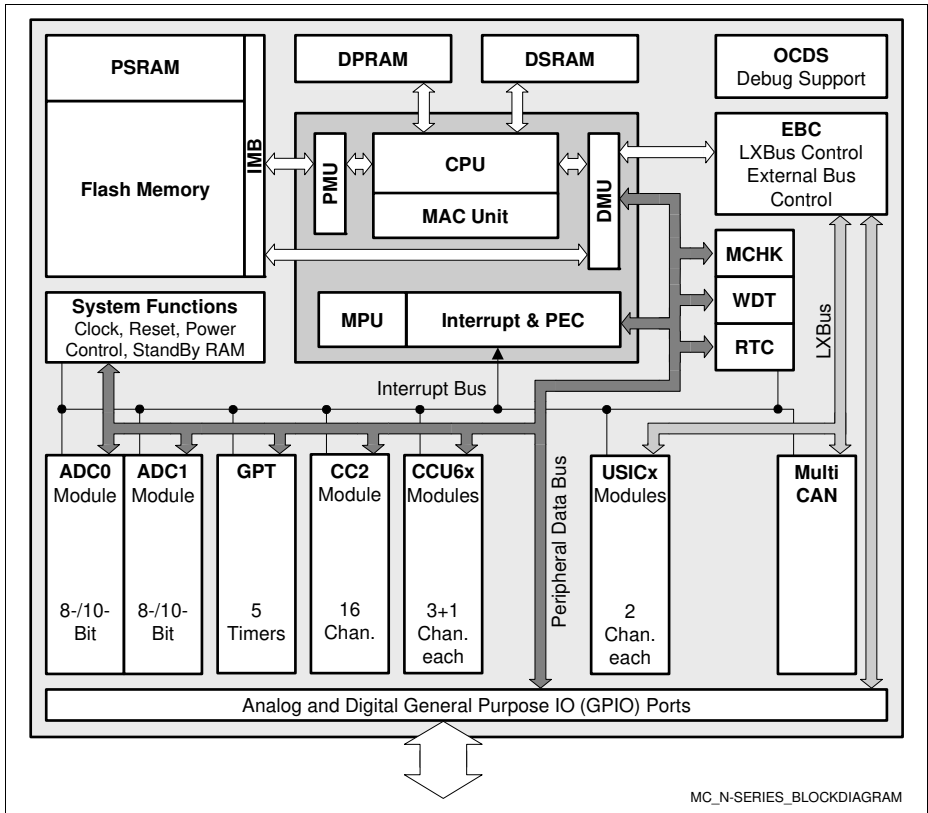 PSRAM
Flash Memory
IMB
DPRAM
DSRAM
OCDS
Debug Support
PMU
CPU
MAC Unit
DMU
EBC
LXBus Control
External Bus
Control
MCHK
WDT
RTC
LXBus
System Functions
Clock, Reset, Power
Control, StandBy RAM
MPU
Interrupt & PEC
Interrupt Bus
ADC0
Module
8-/10-
Bit
ADC1
Module
8-/10-
Bit
GPT
5
Timers
CC2
Module
16
Chan.
CCU6x
Modules
3+1
Chan.
each
Peripheral Data Bus
USICx
Modules
2
Chan.
each
Multi
CAN
Analog and Digital General Purpose IO (GPIO) Ports
MC_N-SERIES_BLOCKDIAGRAM